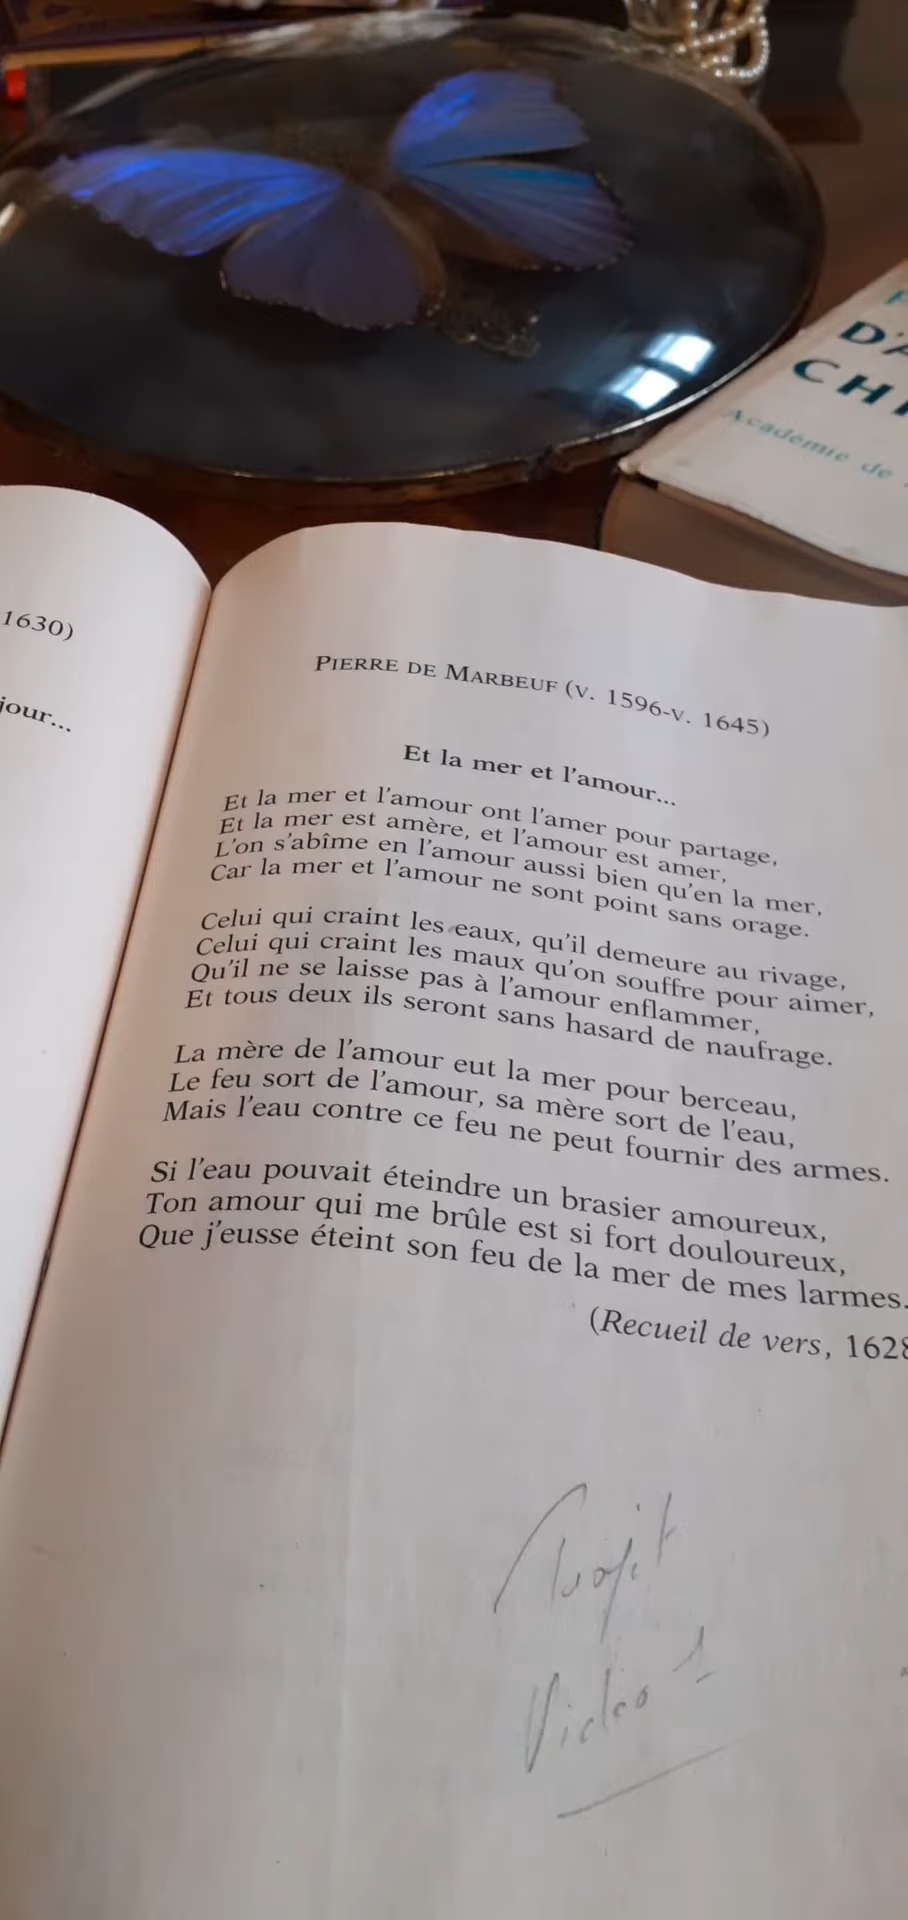 1630)
jour...
D'A
CHI
Académie de
PIERRE DE MARBEUF (V. 1596-V. 1645)
Et la mer et l'amour...
Et la mer et l'amour ont l'amer pour partage,
Et la mer est amère, et l'amour est amer,
L'on s'abîme en l'amour aussi bien qu'en la mer,
Car la mer et l'amour ne sont point sans orage.
Celui qui craint les eaux, qu'il demeure au rivage,
Celui qui craint les maux qu'on souffre pour aimer,
Qu'il ne se laisse pas à l'amour enflammer,
Et tous deux ils seront sans hasard de naufrage.
La mère de l'amour eut la mer pour berceau,
Le feu sort de l'amour, sa mère sort de l'eau,
Mais l'eau contre ce feu ne peut fournir des armes.
Si l'eau pouvait éteindre un brasier amoureux,
Ton amour qui me brûle est si fort douloureux,
Que j'eusse éteint son feu de la mer de mes larmes.
(Recueil de vers, 1628
Video 1